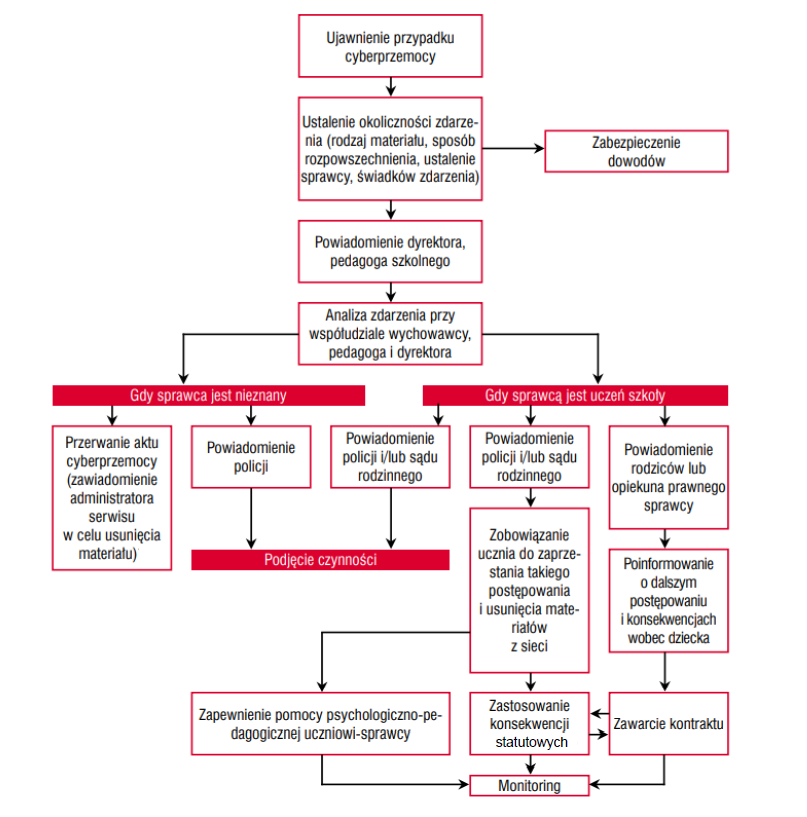 Ujawnienie przypadku
cyberprzemocy
Ustalenie okoliczności zdarze-
nia (rodzaj materiału, sposób
rozpowszechnienia, ustalenie
sprawcy, świadków zdarzenia)
Zabezpieczenie
dowodów
Powiadomienie dyrektora,
pedagoga szkolnego
Analiza zdarzenia przy
współudziale wychowawcy,
pedagoga i dyrektora
Gdy sprawca jest nieznany
Gdy sprawcą jest uczeń szkoły
Przerwanie aktu
cyberprzemocy
(zawiadomienie
administratora
serwisu
w celu usunięcia
materiału)
Powiadomienie
policji
Powiadomienie
policji i/lub sądu
rodzinnego
Powiadomienie
policji i/lub sądu
rodzinnego
Powiadomienie
rodziców lub
opiekuna prawnego
sprawcy
Podjęcie czynności
Zobowiązanie
ucznia do zaprze-
stania takiego
postępowania
i usunięcia mate-
riałów
z sieci
Poinformowanie
o dalszym
postępowaniu
i konsekwencjach
wobec dziecka
Zapewnienie pomocy psychologiczno-pe-
dagogicznej uczniowi-sprawcy
Zastosowanie
konsekwencji
statutowych
Zawarcie kontraktu
Monitoring